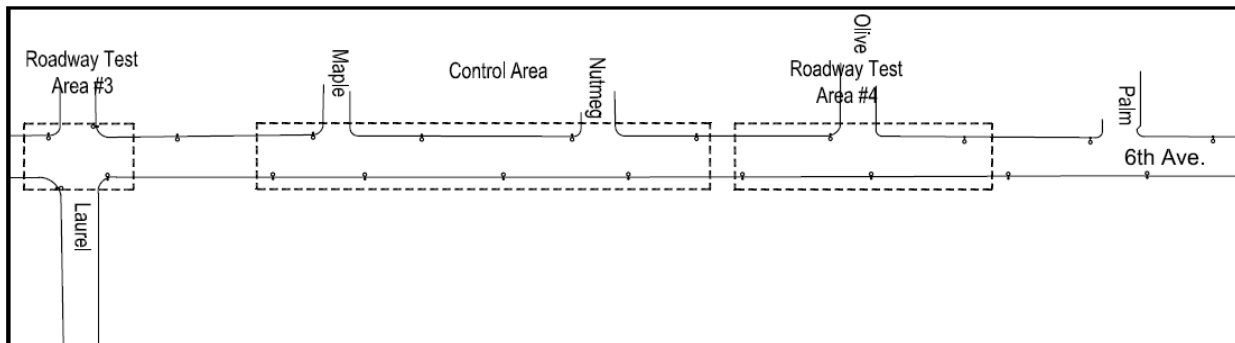 Roadway Test
Area #3
Maple
Control Area
Nutmeg
Olive
Roadway Test
Area #4
Palm
6th Ave.
Laurel